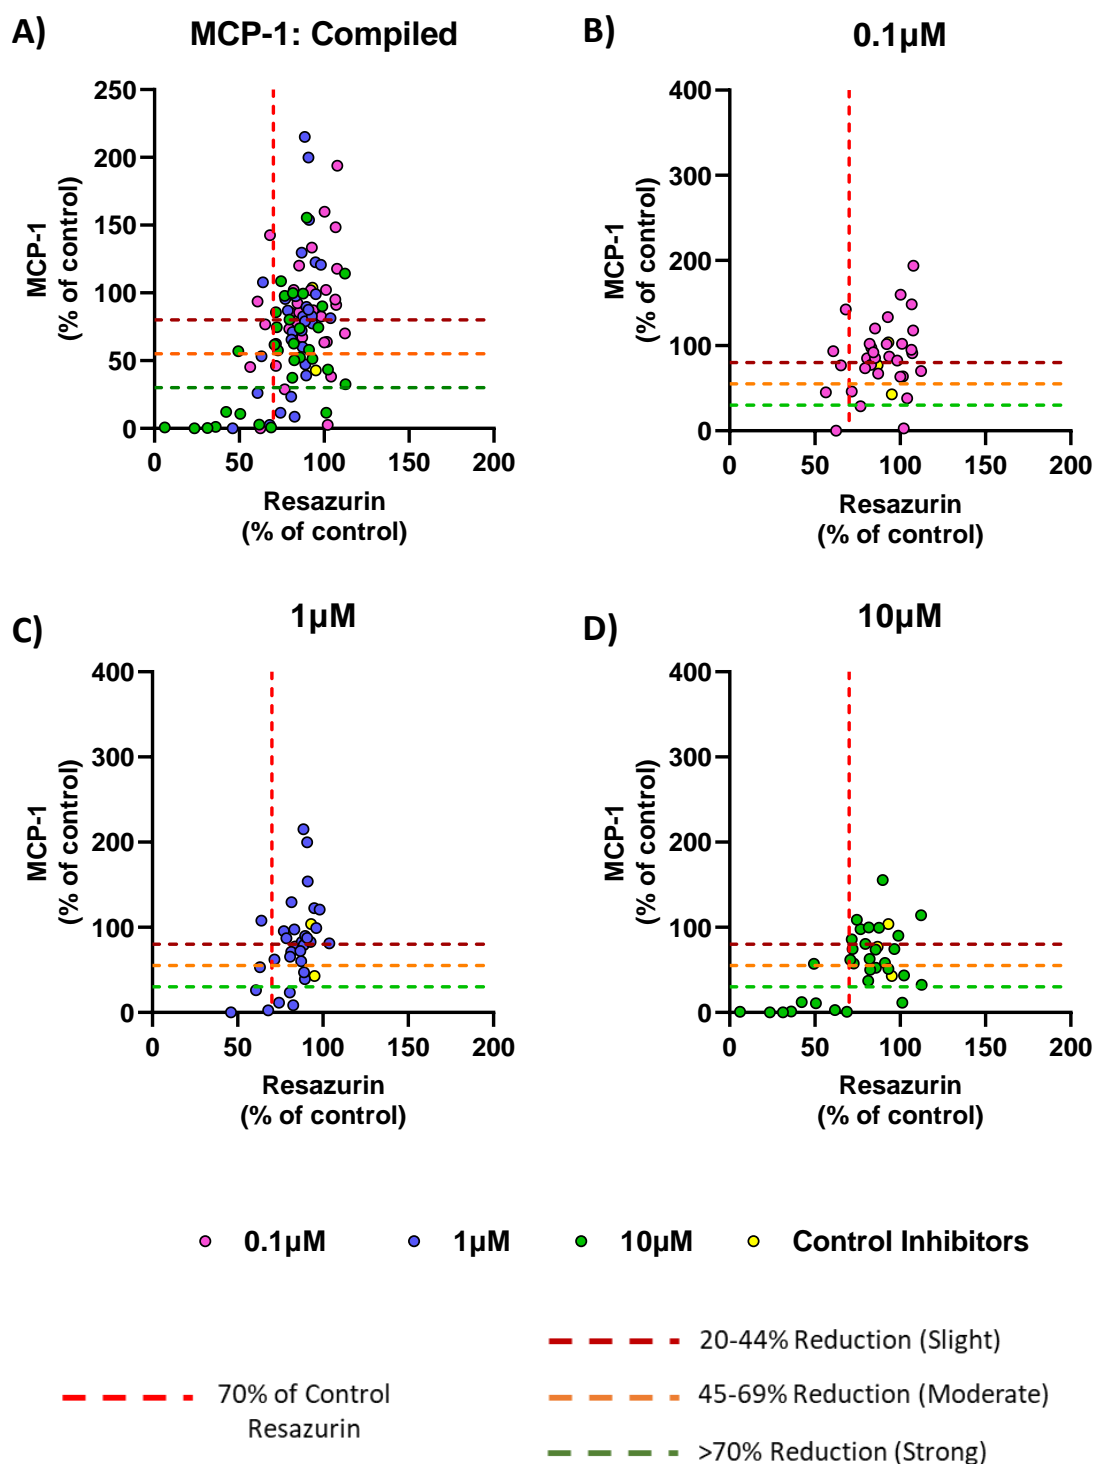 A)
MCP-1: Compiled
250
200
150
100
50
0
0 50 100 150 200
MCP-1
(% of control)
Resazurin
(% of control)
B)
0.1µM
400
300
200
100
0
0 50 100 150 200
MCP-1
(% of control)
Resazurin
(% of control)
C)
1µM
400
300
200
100
0
0 50 100 150 200
MCP-1
(% of control)
Resazurin
(% of control)
D)
10µM
400
300
200
100
0
0 50 100 150 200
MCP-1
(% of control)
Resazurin
(% of control)
0.1µM 1µM 10µM Control Inhibitors
70% of Control
Resazurin
20-44% Reduction (Slight)
45-69% Reduction (Moderate)
>70% Reduction (Strong)